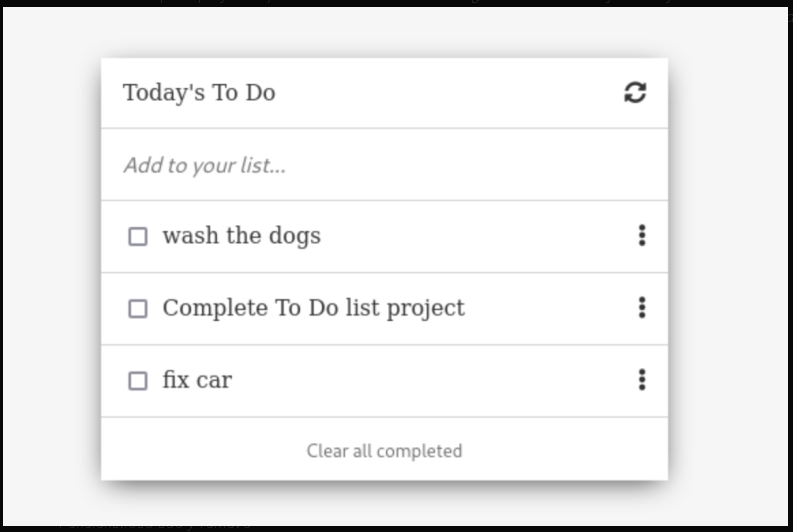 Today's To Do
Add to your list...
wash the dogs
Complete To Do list project
fix car
Clear all completed